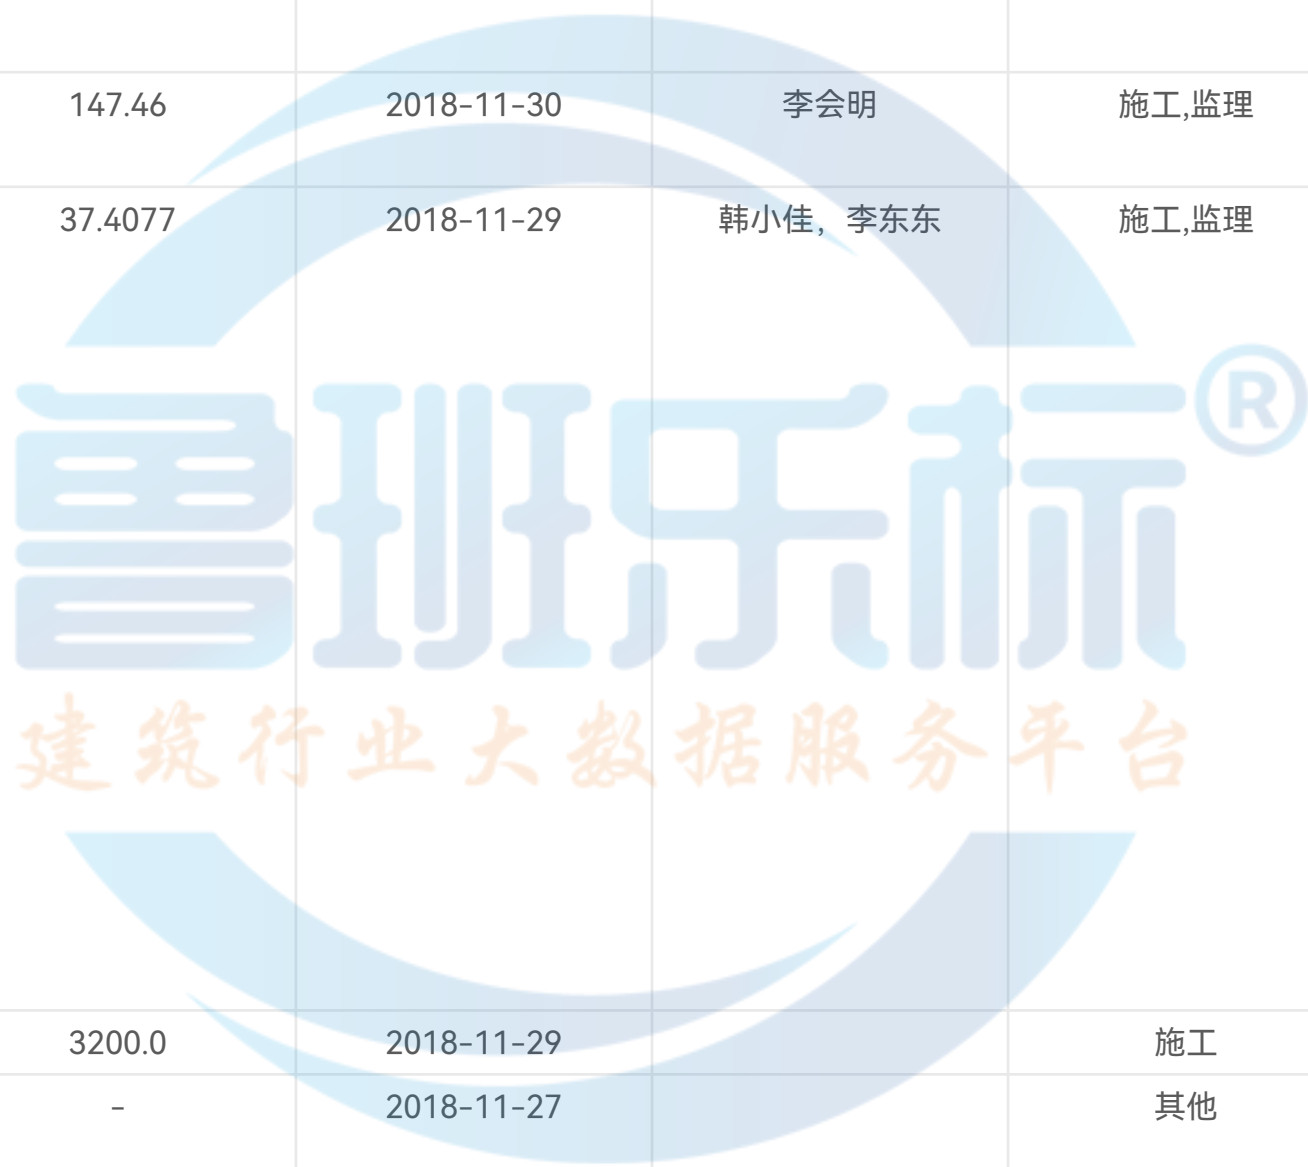 147.46 2018-11-30 李会明 施工,监理
37.4077 2018-11-29 韩小佳，李东东 施工,监理
鲁班乐标®
建筑行业大数据服务平台
3200.0 2018-11-29 施工
- 2018-11-27 其他